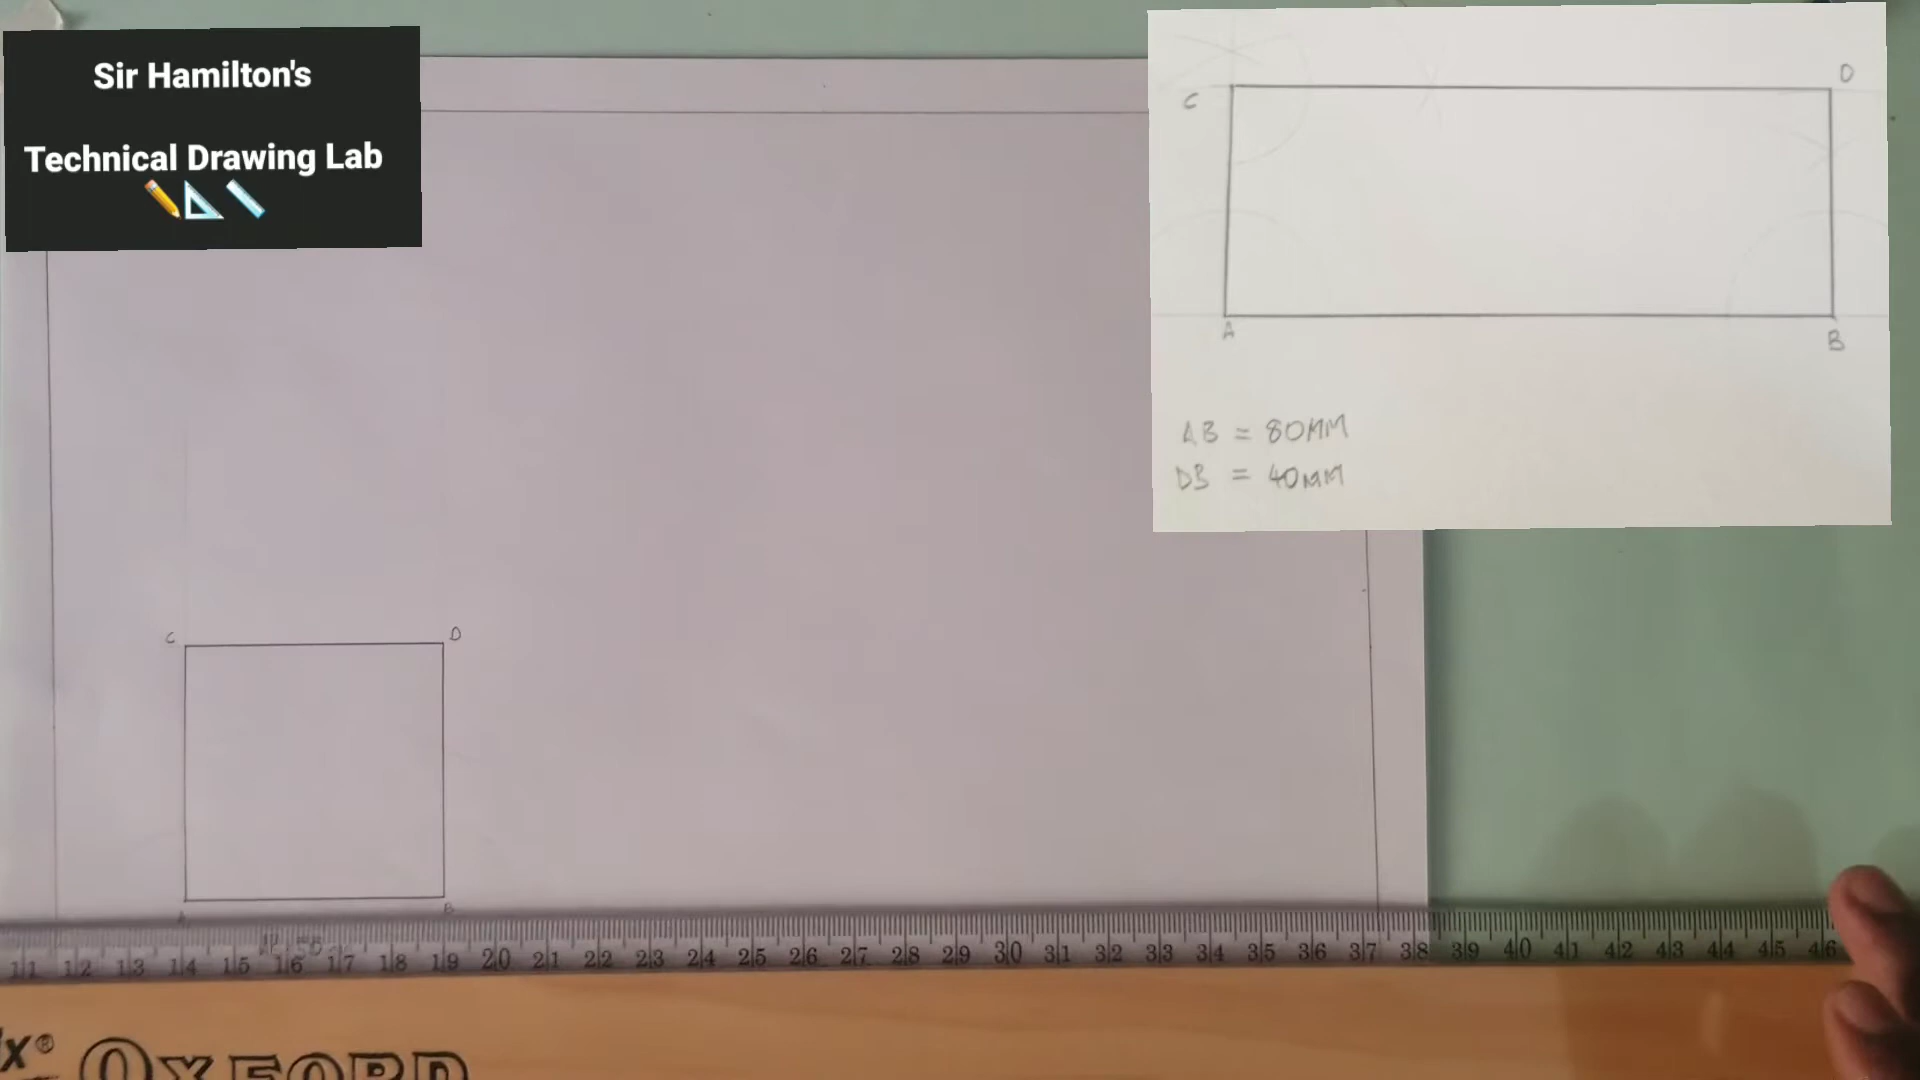 Sir Hamilton's
Technical Drawing Lab
C D
A B
AB = 80MM
DB = 40MM
C D
A B
11 12 13 14 15 16 17 18 19 20 21 22 23 24 25 26 27 28 29 30 31 32 33 34 35 36 37 38 39 40 41 42 43 44 45 46
ix® OXFORD